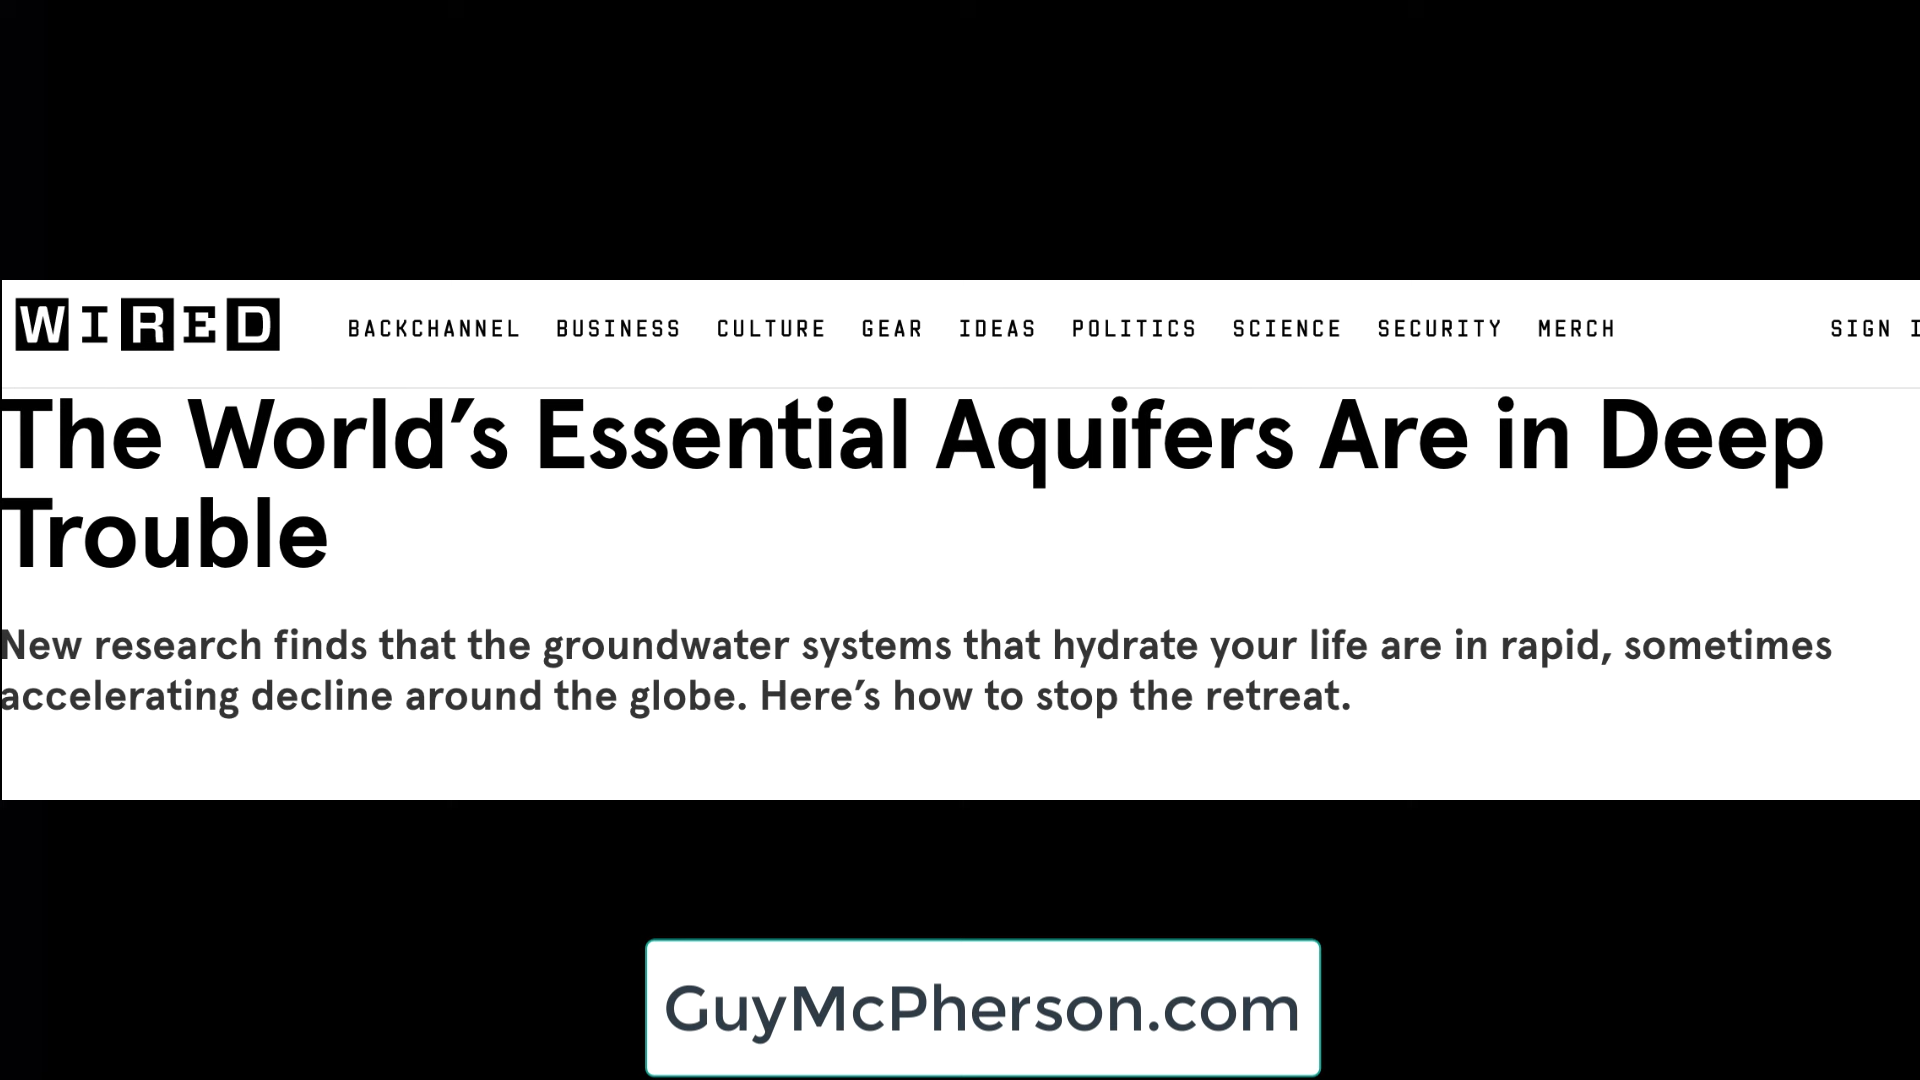 WIRED BACKCHANNEL BUSINESS CULTURE GEAR IDEAS POLITICS SCIENCE SECURITY MERCH SIGN I
The World’s Essential Aquifers Are in Deep
Trouble
New research finds that the groundwater systems that hydrate your life are in rapid, sometimes
accelerating decline around the globe. Here’s how to stop the retreat.
GuyMcPherson.com